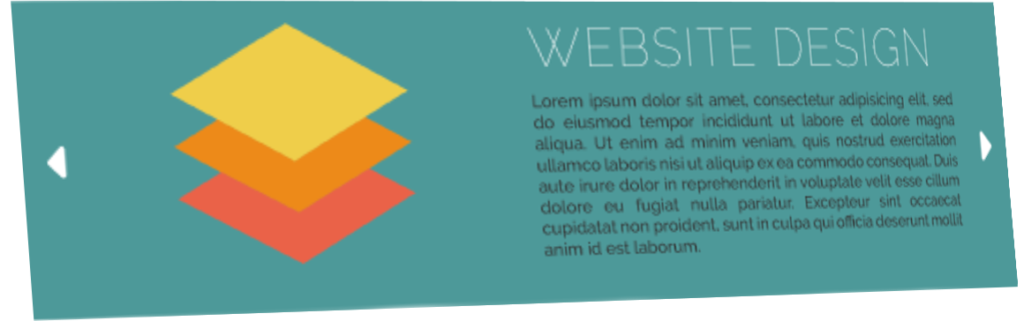 WEBSITE DESIGN
Lorem ipsum dolor sit amet, consectetur adipisicing elit, sed
do eiusmod tempor incididunt ut labore et dolore magna
aliqua. Ut enim ad minim veniam, quis nostrud exercitation
ullamco laboris nisi ut aliquip ex ea commodo consequat. Duis
aute irure dolor in reprehenderit in voluptate velit esse cillum
dolore eu fugiat nulla pariatur. Excepteur sint occaecat
cupidatat non proident, sunt in culpa qui officia deserunt mollit
anim id est laborum.